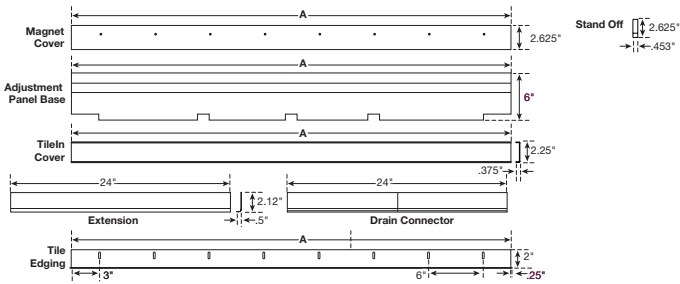 A
Magnet
Cover
2.625"
Stand Off
2.625"
.453"
A
Adjustment
Panel Base
6"
A
TileIn
Cover
2.25"
.375"
24"
2.12"
.5"
Extension
24"
Drain Connector
A
Tile
Edging
2"
3"
6"
.25"